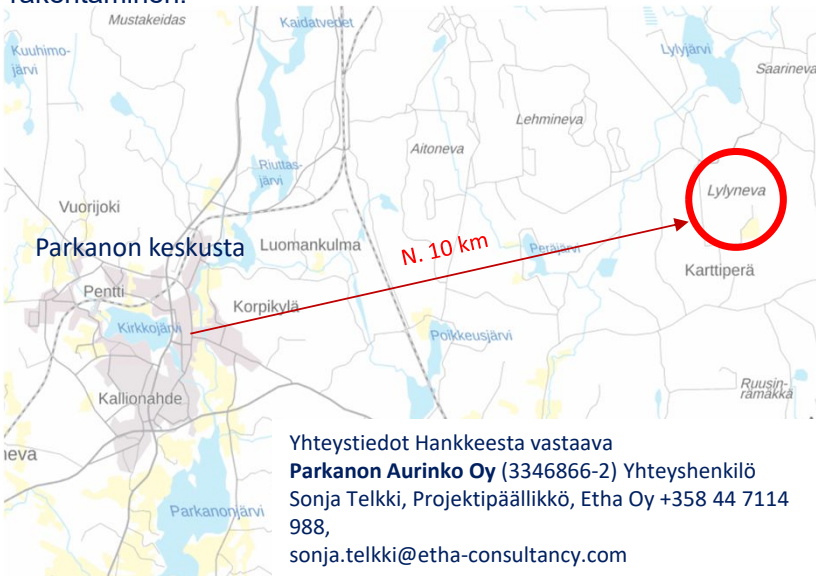 rakentaminen.
Mustakeidas
Kaidatvedet
Kuuhimo-
järvi
Lylyjärvi
Saarineva
Lehmineva
Aitoneva
Riuttas-
järvi
Lylyneva
Vuorijoki
Parkanon keskusta
Luomankulma
N. 10 km
Peräjärvi
Karttiperä
Pentti
Korpikylä
Kirkkojärvi
Poikkeusjärvi
Kallionahde
Ruusin-
rämäkkä
neva
Parkanonjärvi
Yhteystiedot Hankkeesta vastaava
Parkanon Aurinko Oy (3346866-2) Yhteyshenkilö
Sonja Telkki, Projektipäällikkö, Etha Oy +358 44 7114
988,
sonja.telkki@etha-consultancy.com